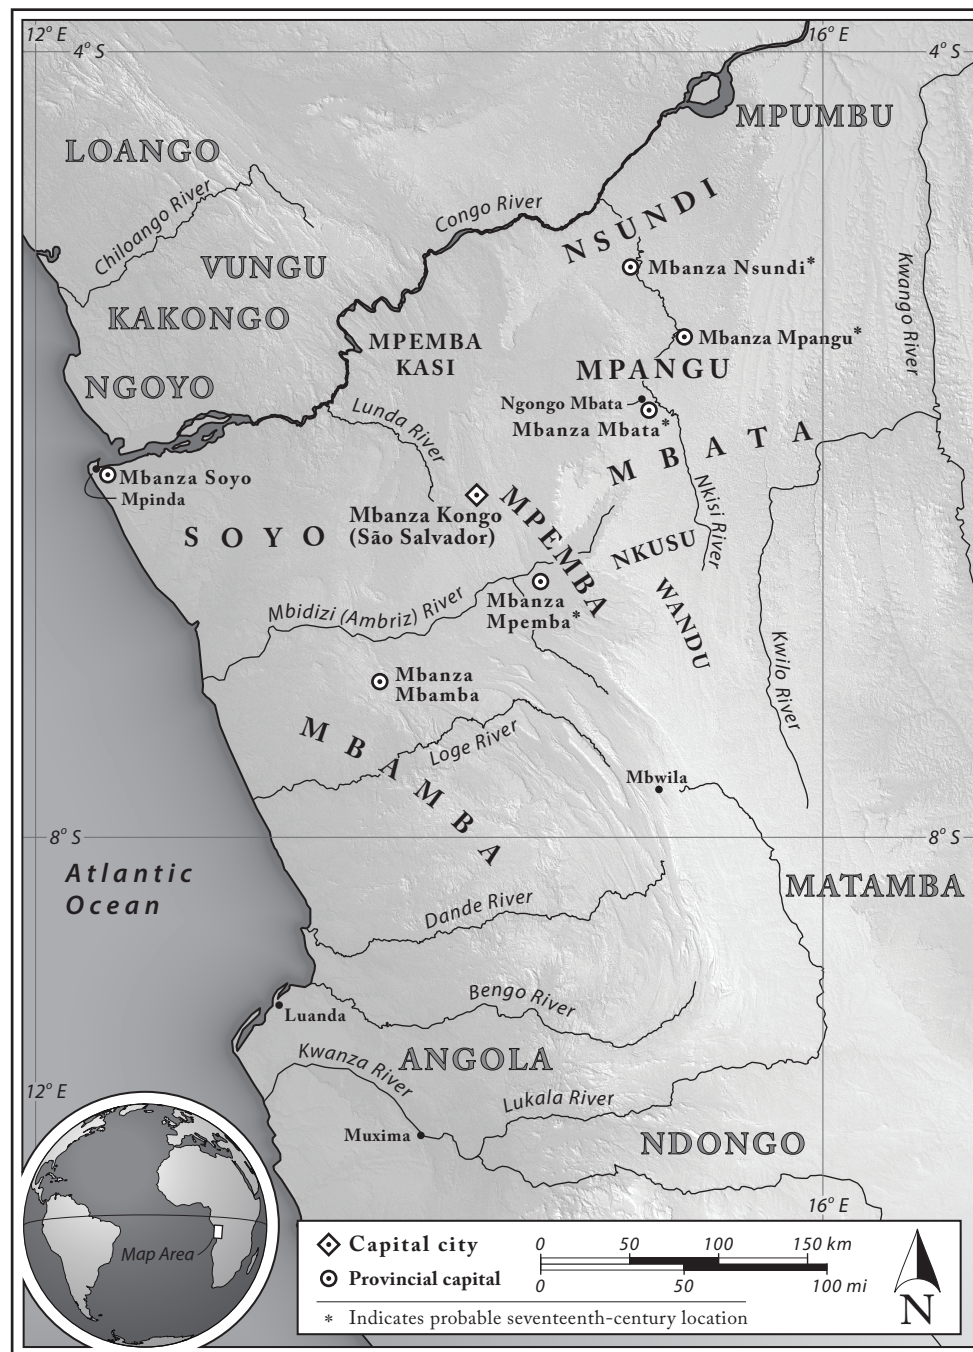 12° E
16° E
4° S
4° S
MPUMBU
LOANGO
Chiloango River
Congo River
NSUNDI
VUNGU
Mbanza Nsundi*
Kwango River
KAKONGO
MPEMBA
KASI
Mbanza Mpangu*
MPANGU
NGOYO
Ngongo Mbata
Mbanza Mbata*
Lunda River
MBATA
Mbanza Soyo
Mpinda
Nkisi River
SOYO
Mbanza Kongo
(São Salvador)
MPEMBA
NKUSU
Mbidizi (Ambriz) River
Mbanza
Mpemba*
WANDU
Kwilo River
Mbanza
Mbamba
MBAMBA
Loge River
Mbwila
8° S
8° S
Atlantic
Ocean
MATAMBA
Dande River
Bengo River
Luanda
ANGOLA
Kwanza River
12° E
Lukala River
Muxima
NDONGO
16° E
Map Area
Capital city
Provincial capital
* Indicates probable seventeenth-century location
0 50 100 150 km
0 50 100 mi
N